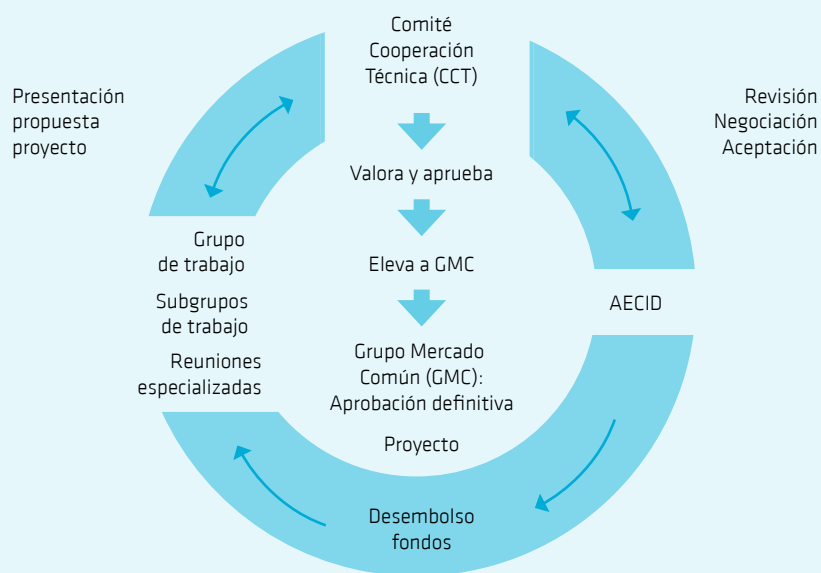 Comité
Cooperación
Técnica (CCT)
Presentación
propuesta
proyecto
Revisión
Negociación
Aceptación
Valora y aprueba
Grupo
de trabajo
Subgrupos
de trabajo
Reuniones
especializadas
Eleva a GMC
AECID
Grupo Mercado
Común (GMC):
Aprobación definitiva
Proyecto
Desembolso
fondos